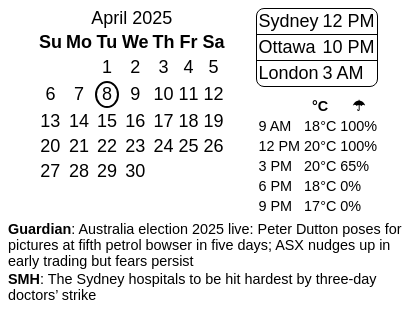 April 2025
Su Mo Tu We Th Fr Sa
1 2 3 4 5
6 7 8 9 10 11 12
13 14 15 16 17 18 19
20 21 22 23 24 25 26
27 28 29 30
Sydney 12 PM
Ottawa 10 PM
London 3 AM
°C ☂
9 AM 18°C 100%
12 PM 20°C 100%
3 PM 20°C 65%
6 PM 18°C 0%
9 PM 17°C 0%
Guardian: Australia election 2025 live: Peter Dutton poses for
pictures at fifth petrol bowser in five days; ASX nudges up in
early trading but fears persist
SMH: The Sydney hospitals to be hit hardest by three-day
doctors’ strike